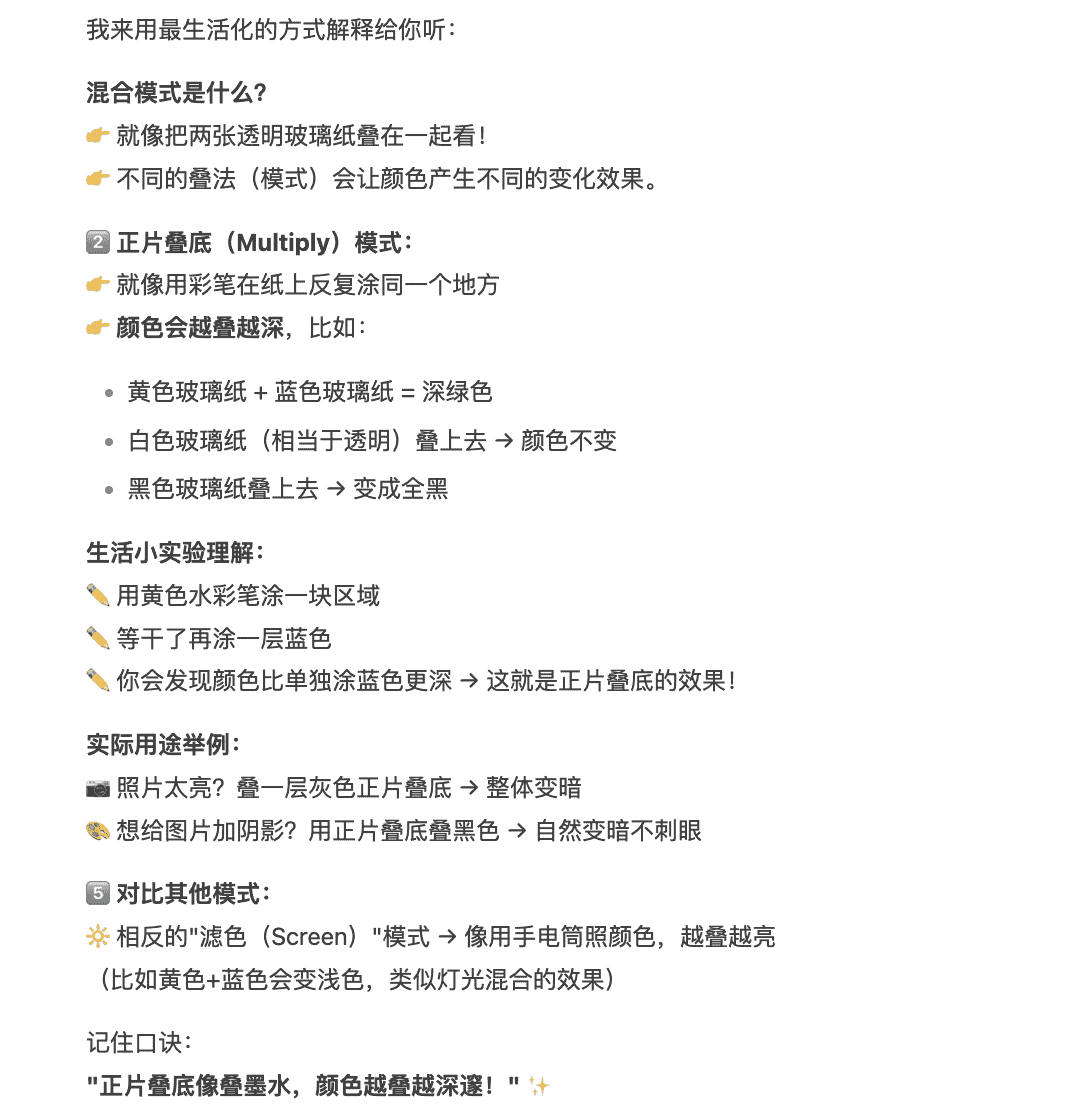 我来用最生活化的方式解释给你听：
混合模式是什么？
👉 就像把两张透明玻璃纸叠在一起看！
👉 不同的叠法（模式）会让颜色产生不同的变化效果。
2️⃣ 正片叠底（Multiply）模式：
👉 就像用彩笔在纸上反复涂同一个地方
👉 颜色会越叠越深，比如：
• 黄色玻璃纸 + 蓝色玻璃纸 = 深绿色
• 白色玻璃纸（相当于透明）叠上去 → 颜色不变
• 黑色玻璃纸叠上去 → 变成全黑
生活小实验理解：
✏️ 用黄色水彩笔涂一块区域
✏️ 等干了再涂一层蓝色
✏️ 你会发现颜色比单独涂蓝色更深 → 这就是正片叠底的效果！
实际用途举例：
📷 照片太亮？叠一层灰色正片叠底 → 整体变暗
🎨 想给图片加阴影？用正片叠底叠黑色 → 自然变暗不刺眼
5️⃣ 对比其他模式：
🔆 相反的"滤色（Screen）"模式 → 像用手电筒照颜色，越叠越亮
（比如黄色+蓝色会变浅色，类似灯光混合的效果）
记住口诀：
"正片叠底像叠墨水，颜色越叠越深邃！" ✨